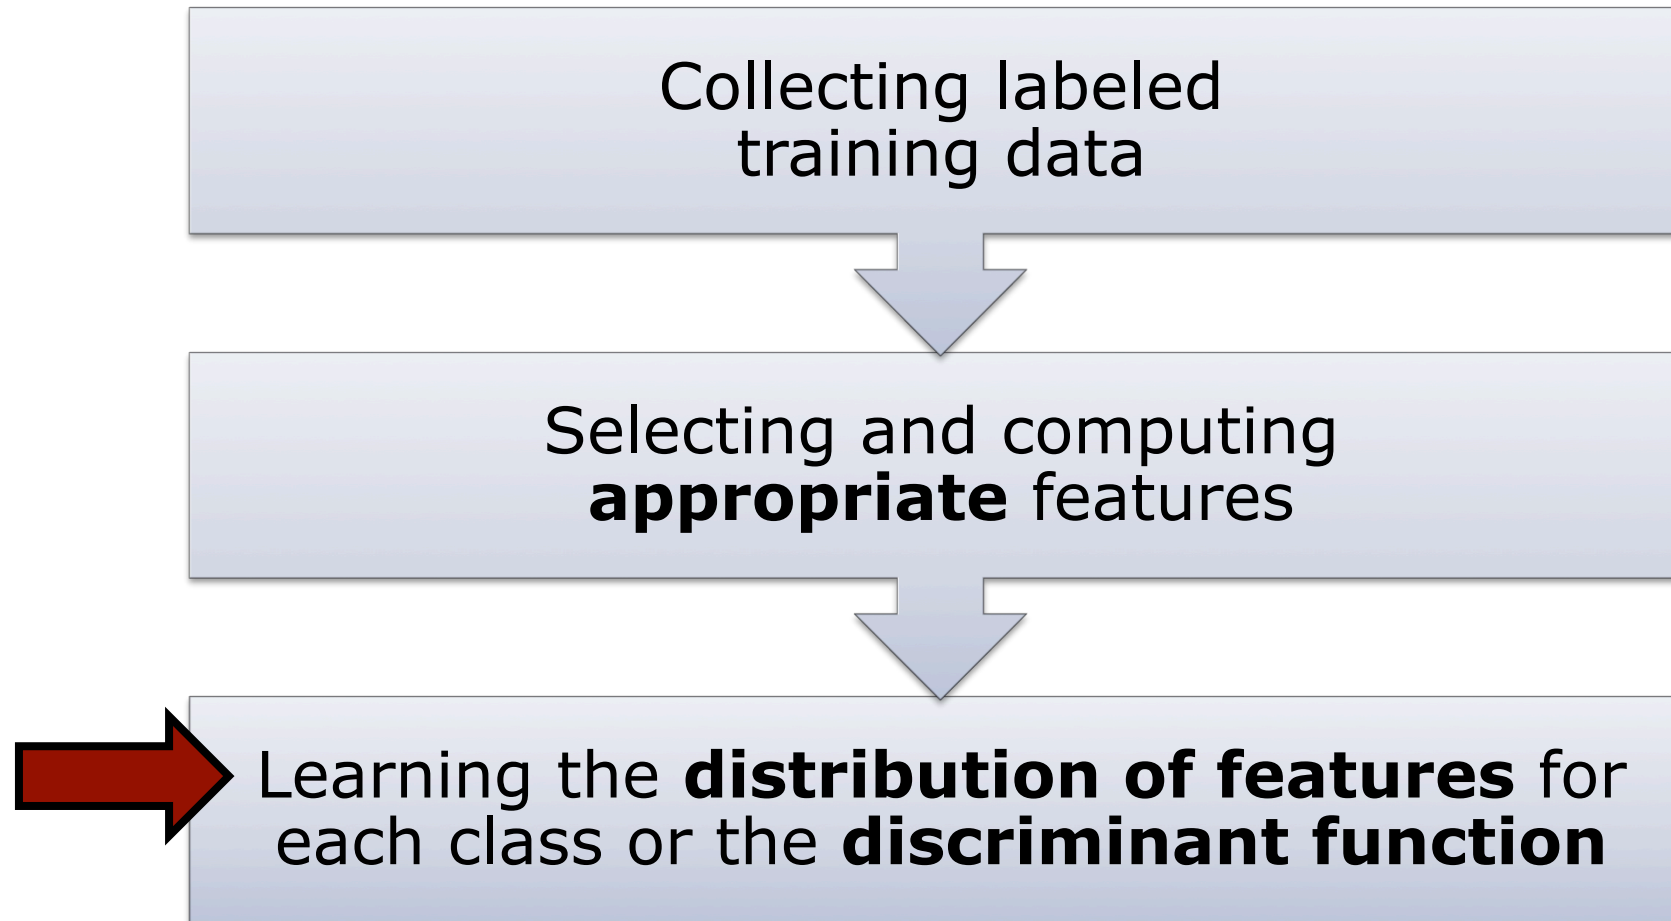 Collecting labeled
training data
Selecting and computing
appropriate features
Learning the distribution of features for
each class or the discriminant function